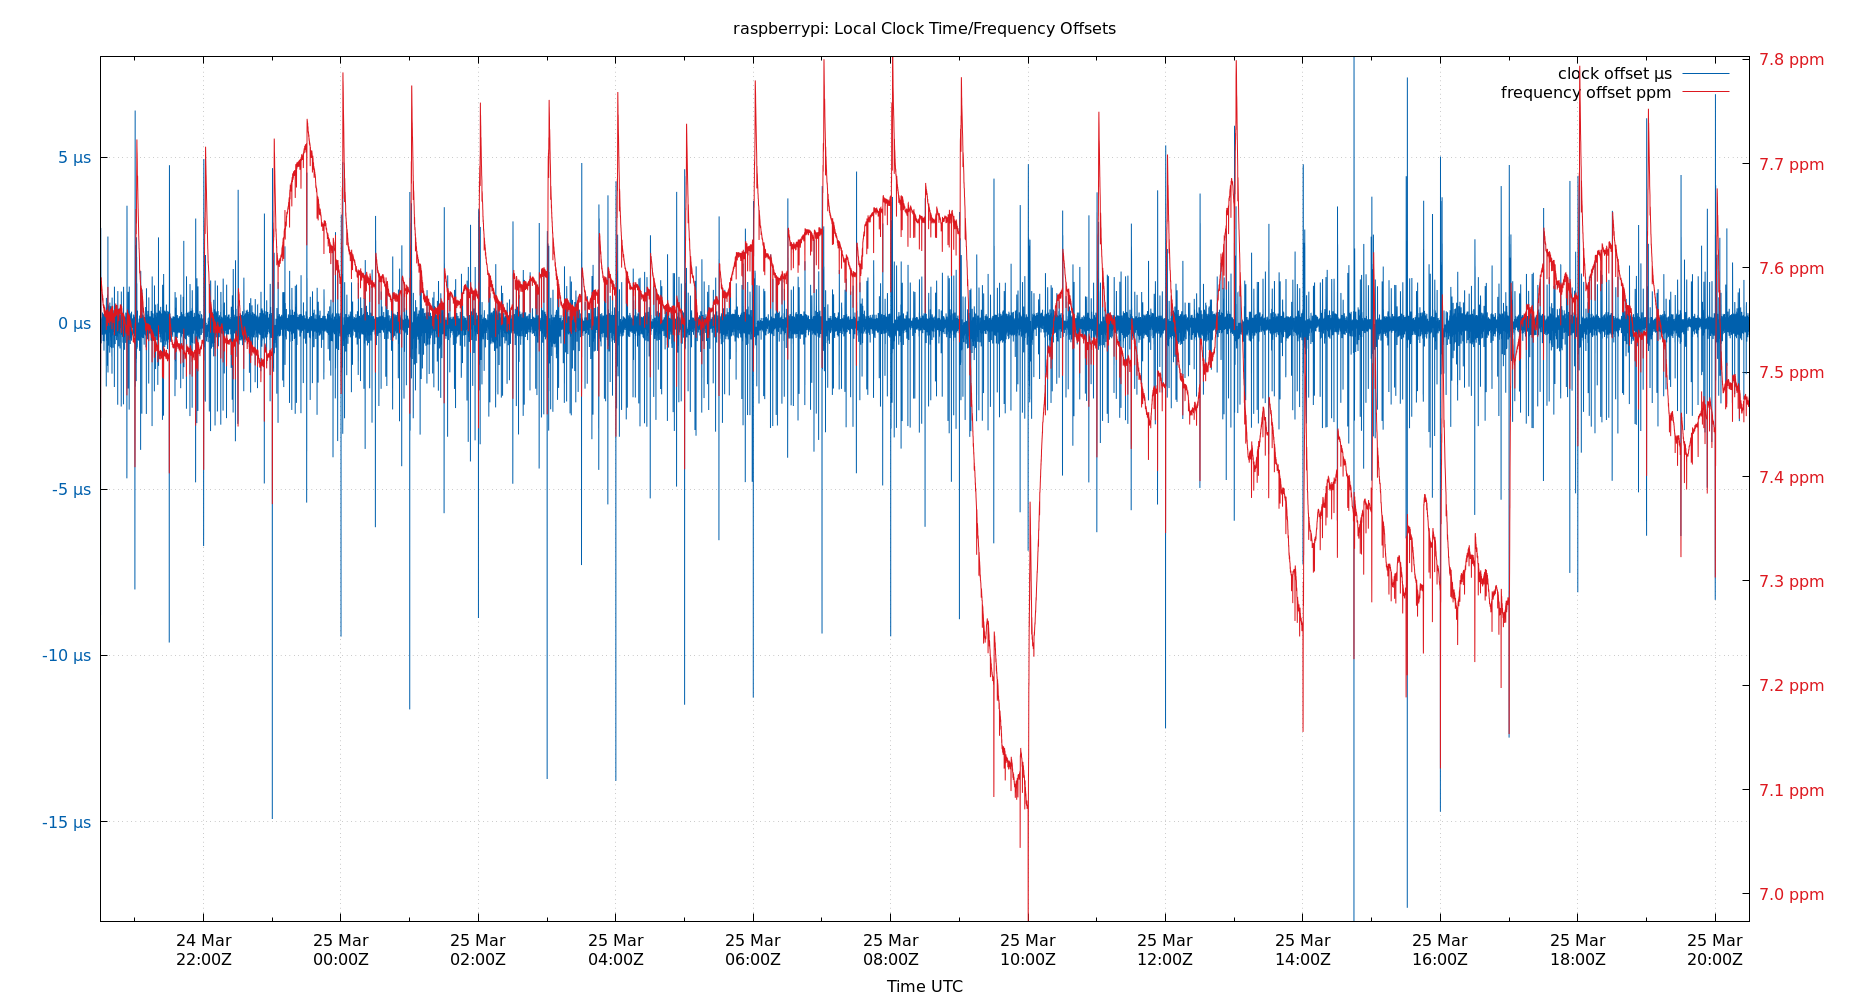 raspberrypi: Local Clock Time/Frequency Offsets
clock offset µs
frequency offset ppm
5 µs
0 µs
-5 µs
-10 µs
-15 µs
7.8 ppm
7.7 ppm
7.6 ppm
7.5 ppm
7.4 ppm
7.3 ppm
7.2 ppm
7.1 ppm
7.0 ppm
24 Mar 25 Mar 25 Mar 25 Mar 25 Mar 25 Mar 25 Mar 25 Mar 25 Mar 25 Mar 25 Mar 25 Mar
22:00Z 00:00Z 02:00Z 04:00Z 06:00Z 08:00Z 10:00Z 12:00Z 14:00Z 16:00Z 18:00Z 20:00Z
Time UTC